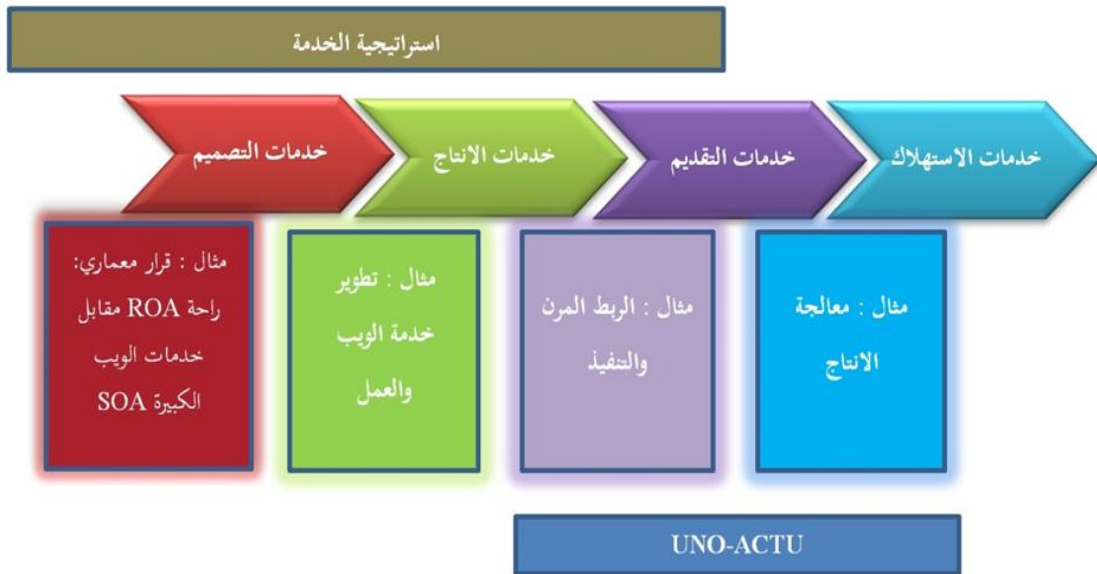 استراتيجية الخدمة
خدمات التصميم
خدمات الانتاج
خدمات التقديم
خدمات الاستهلاك
مثال : قرار معماري:
راحة ROA مقابل
خدمات الويب
الكبيرة SOA
مثال : تطوير
خدمة الويب
والعمل
مثال : الربط المرن
والتنفيذ
مثال : معالجة
الانتاج
UNO-ACTU